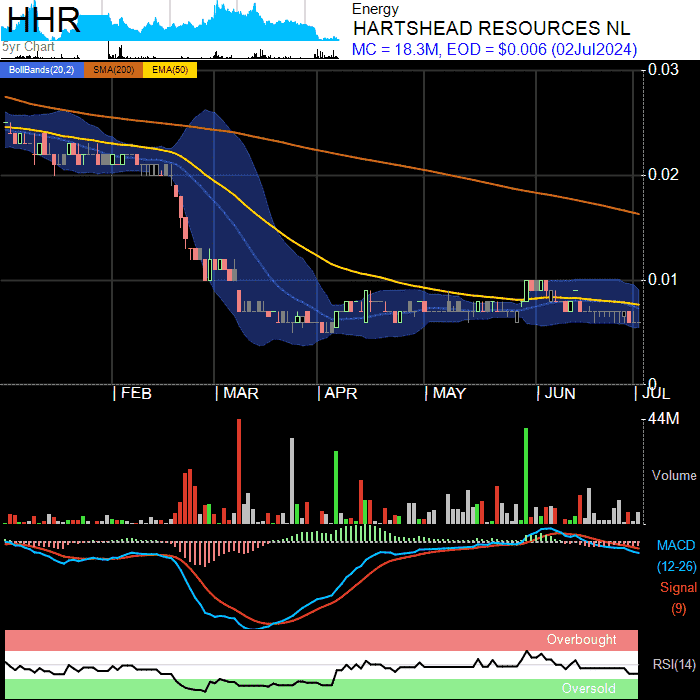 HHR
5yr Chart
Energy
HARTSHEAD RESOURCES NL
MC = 18.3M, EOD = $0.006 (02Jul2024)
BollBands(20,2) SMA(200) EMA(50)
0.03
0.02
0.01
0
FEB MAR APR MAY JUN JUL
44M
Volume
MACD
(12-26)
Signal
(9)
Overbought
RSI(14)
Oversold